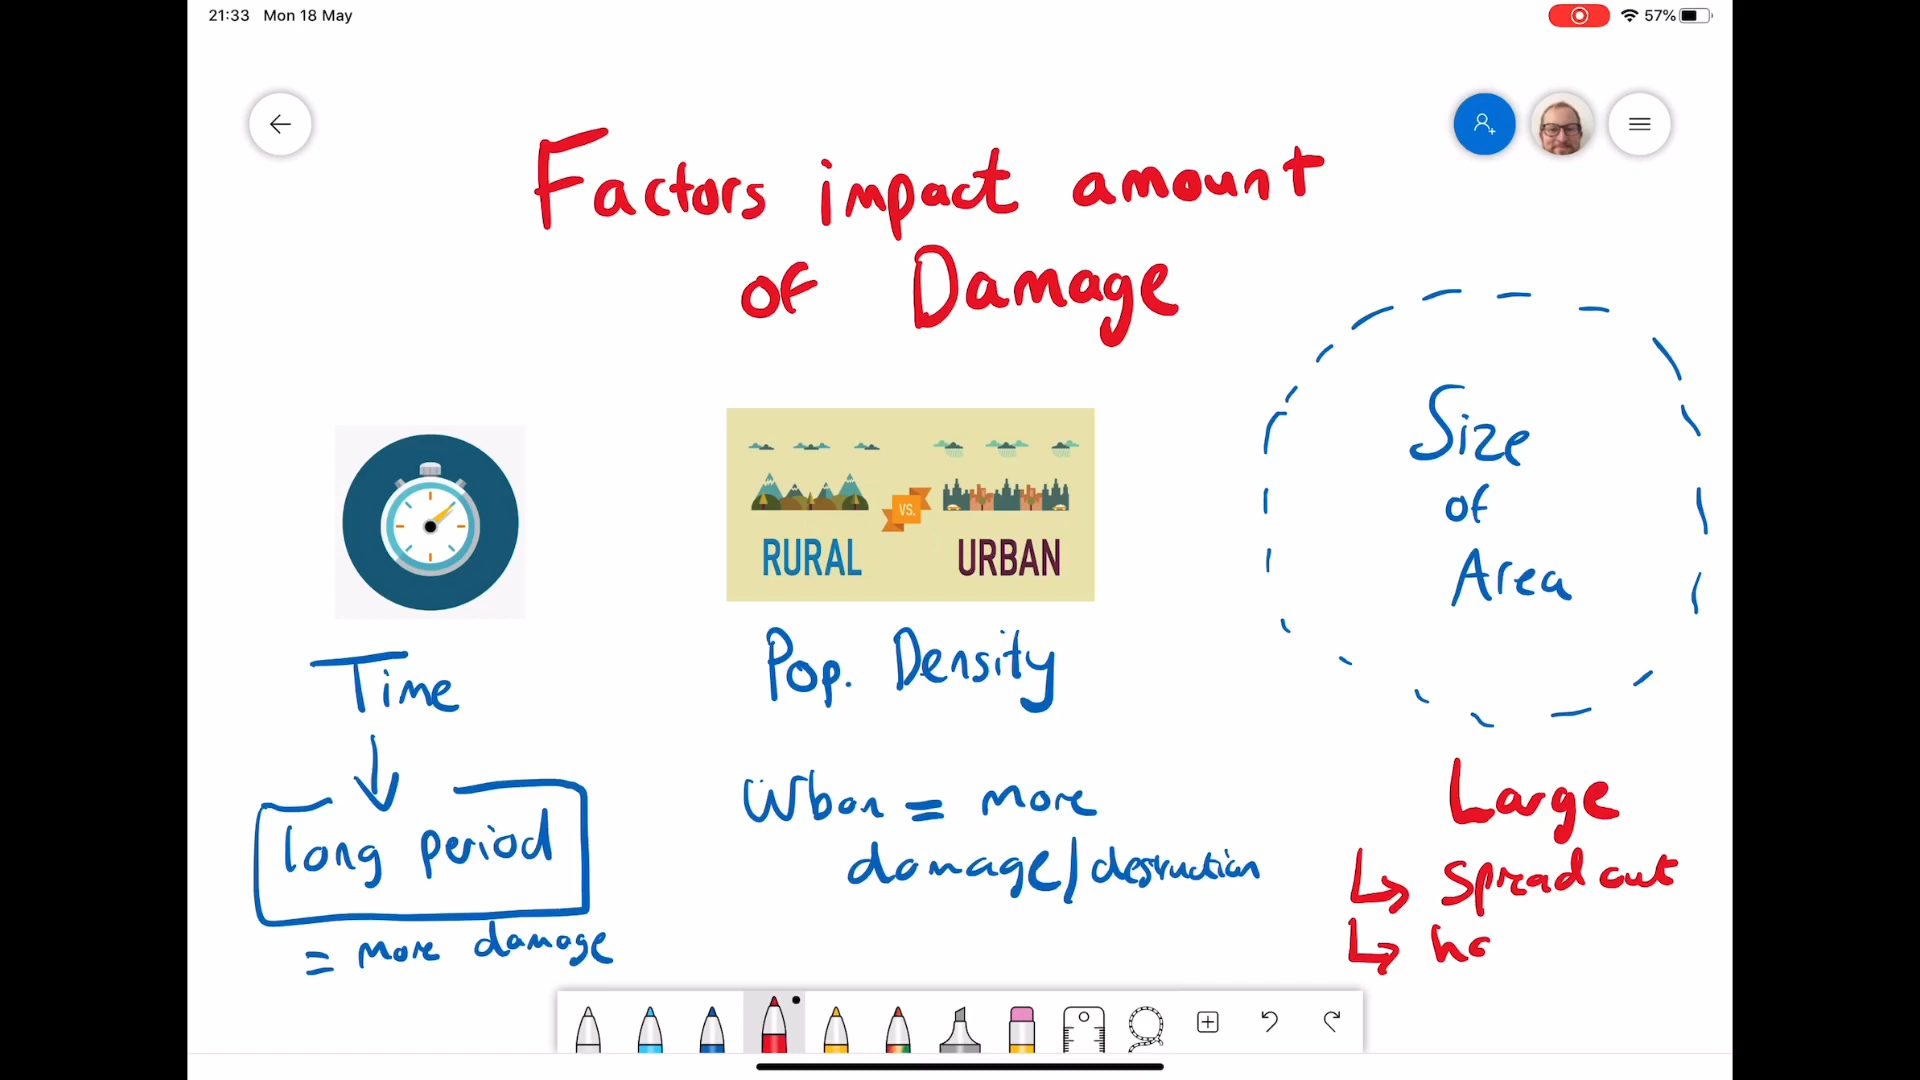 21:33 Mon 18 May
57%
Factors impact amount
of Damage
VS.
RURAL URBAN
Size
of
Area
Time
Pop. Density
long period
= more damage
Urban = more
damage/destruction
Large
↳ spread out
↳